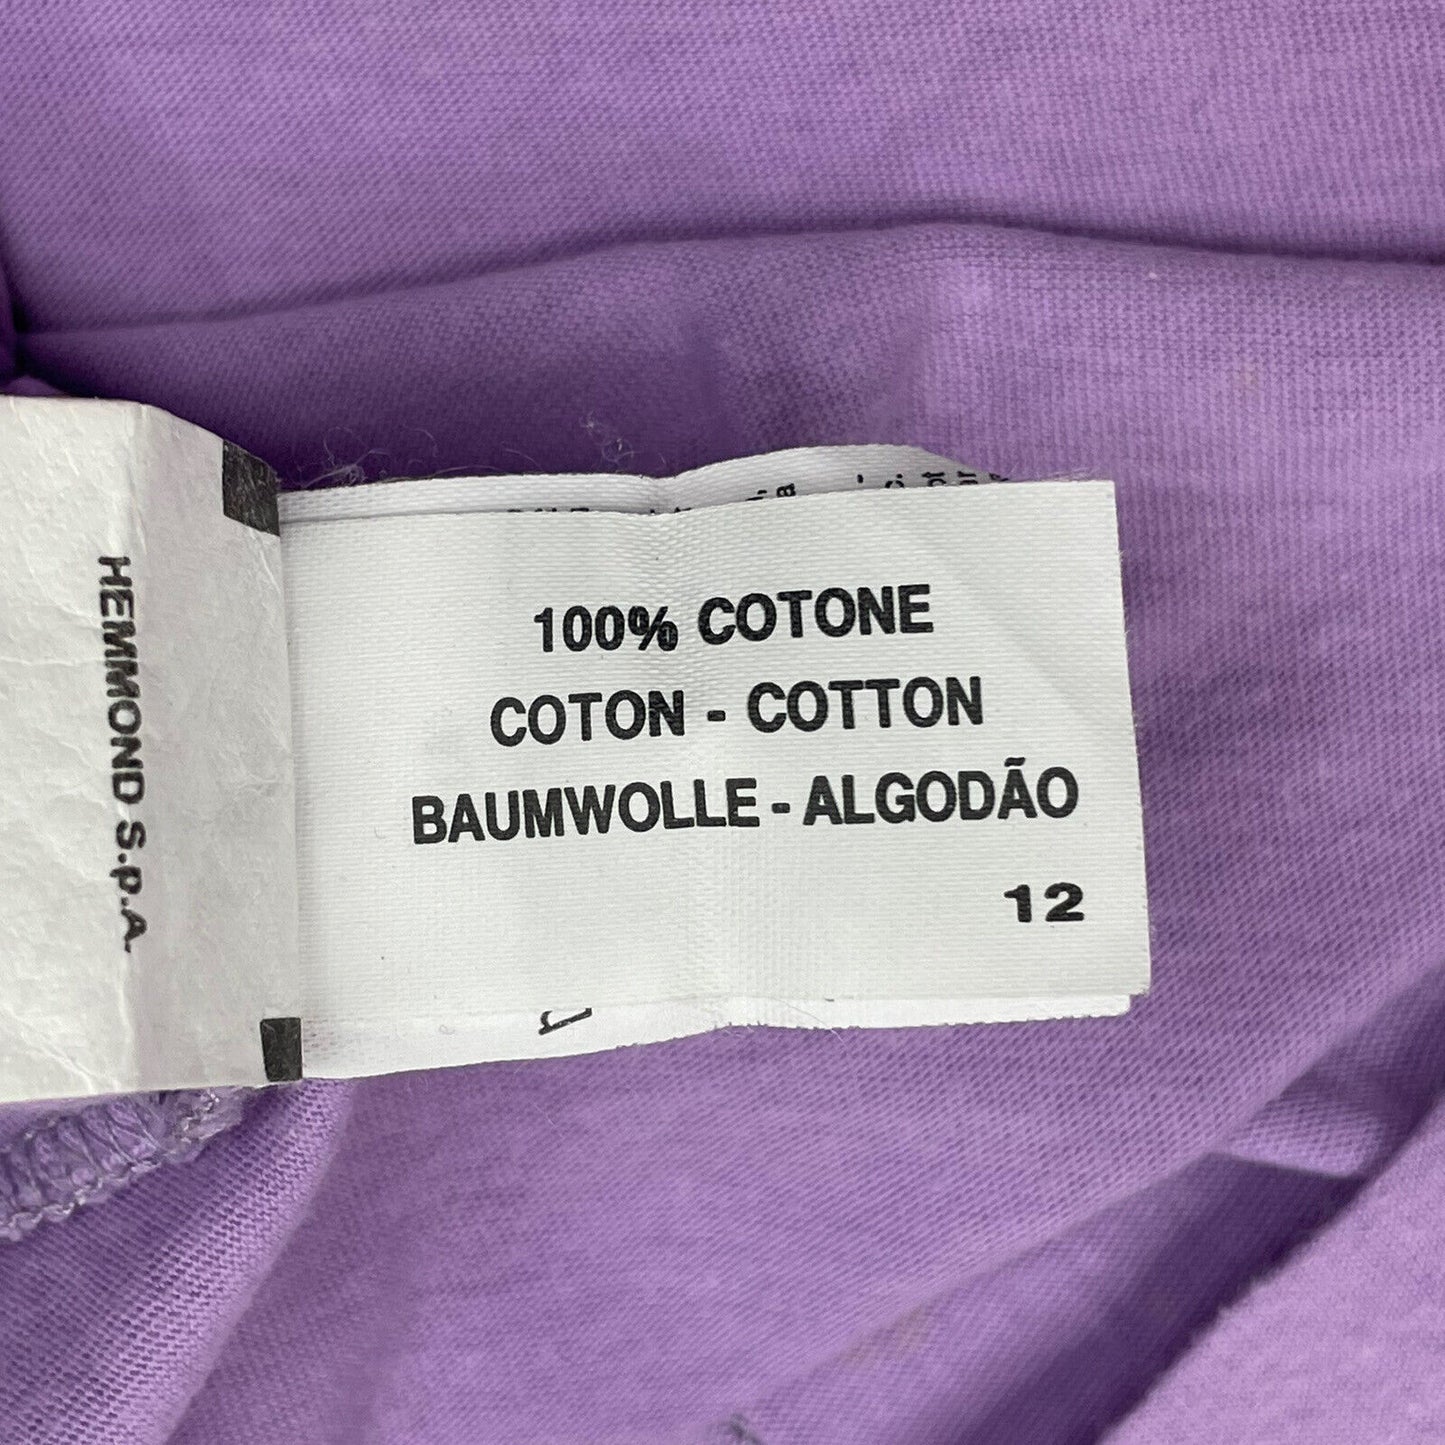 HEMMOND S.p.A.
100% COTONE
COTON - COTTON
BAUMWOLLE - ALGODÃO
12